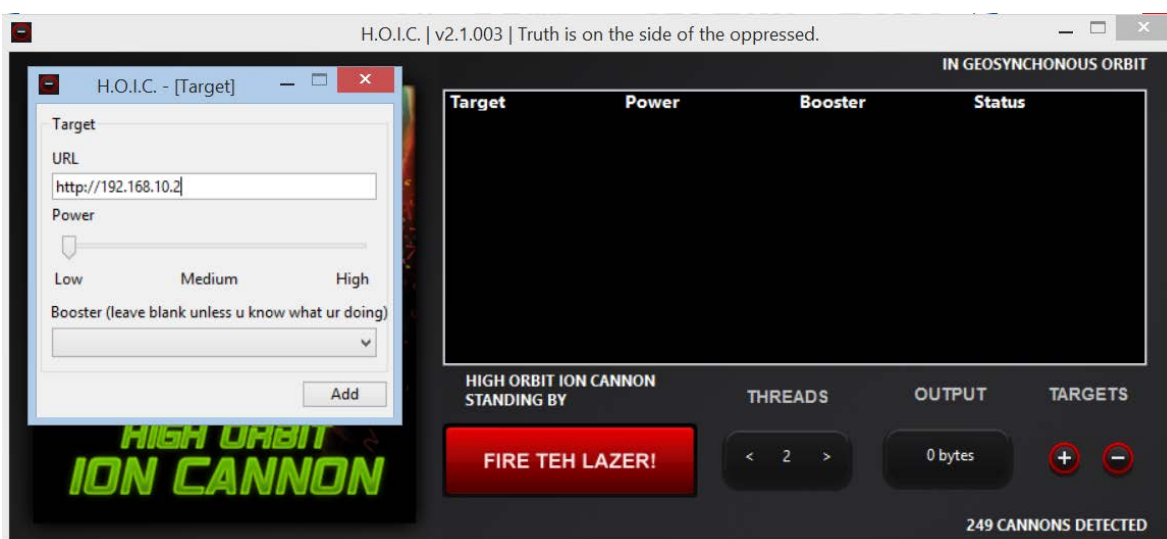 H.O.I.C. | v2.1.003 | Truth is on the side of the oppressed.
IN GEOSYNCHONOUS ORBIT
H.O.I.C. - [Target]
Target
URL
http://192.168.10.2
Power
Low Medium High
Booster (leave blank unless u know what ur doing)
Add
HIGH ORBIT
ION CANNON
Target Power Booster Status
HIGH ORBIT ION CANNON
STANDING BY
THREADS OUTPUT TARGETS
FIRE TEH LAZER!
< 2 >
0 bytes
+ −
249 CANNONS DETECTED